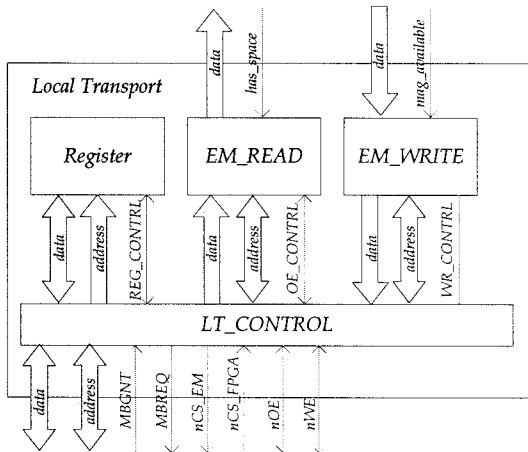 data
has_space
data
mag_available
Local Transport
Register
EM_READ
EM_WRITE
data
address
REG_CONTRL
data
address
OE_CONTRL
data
address
WR_CONTRL
LT_CONTROL
data
address
MBGNT
MBREQ
nCS_EM
nCS_FPGA
nOE
nWE